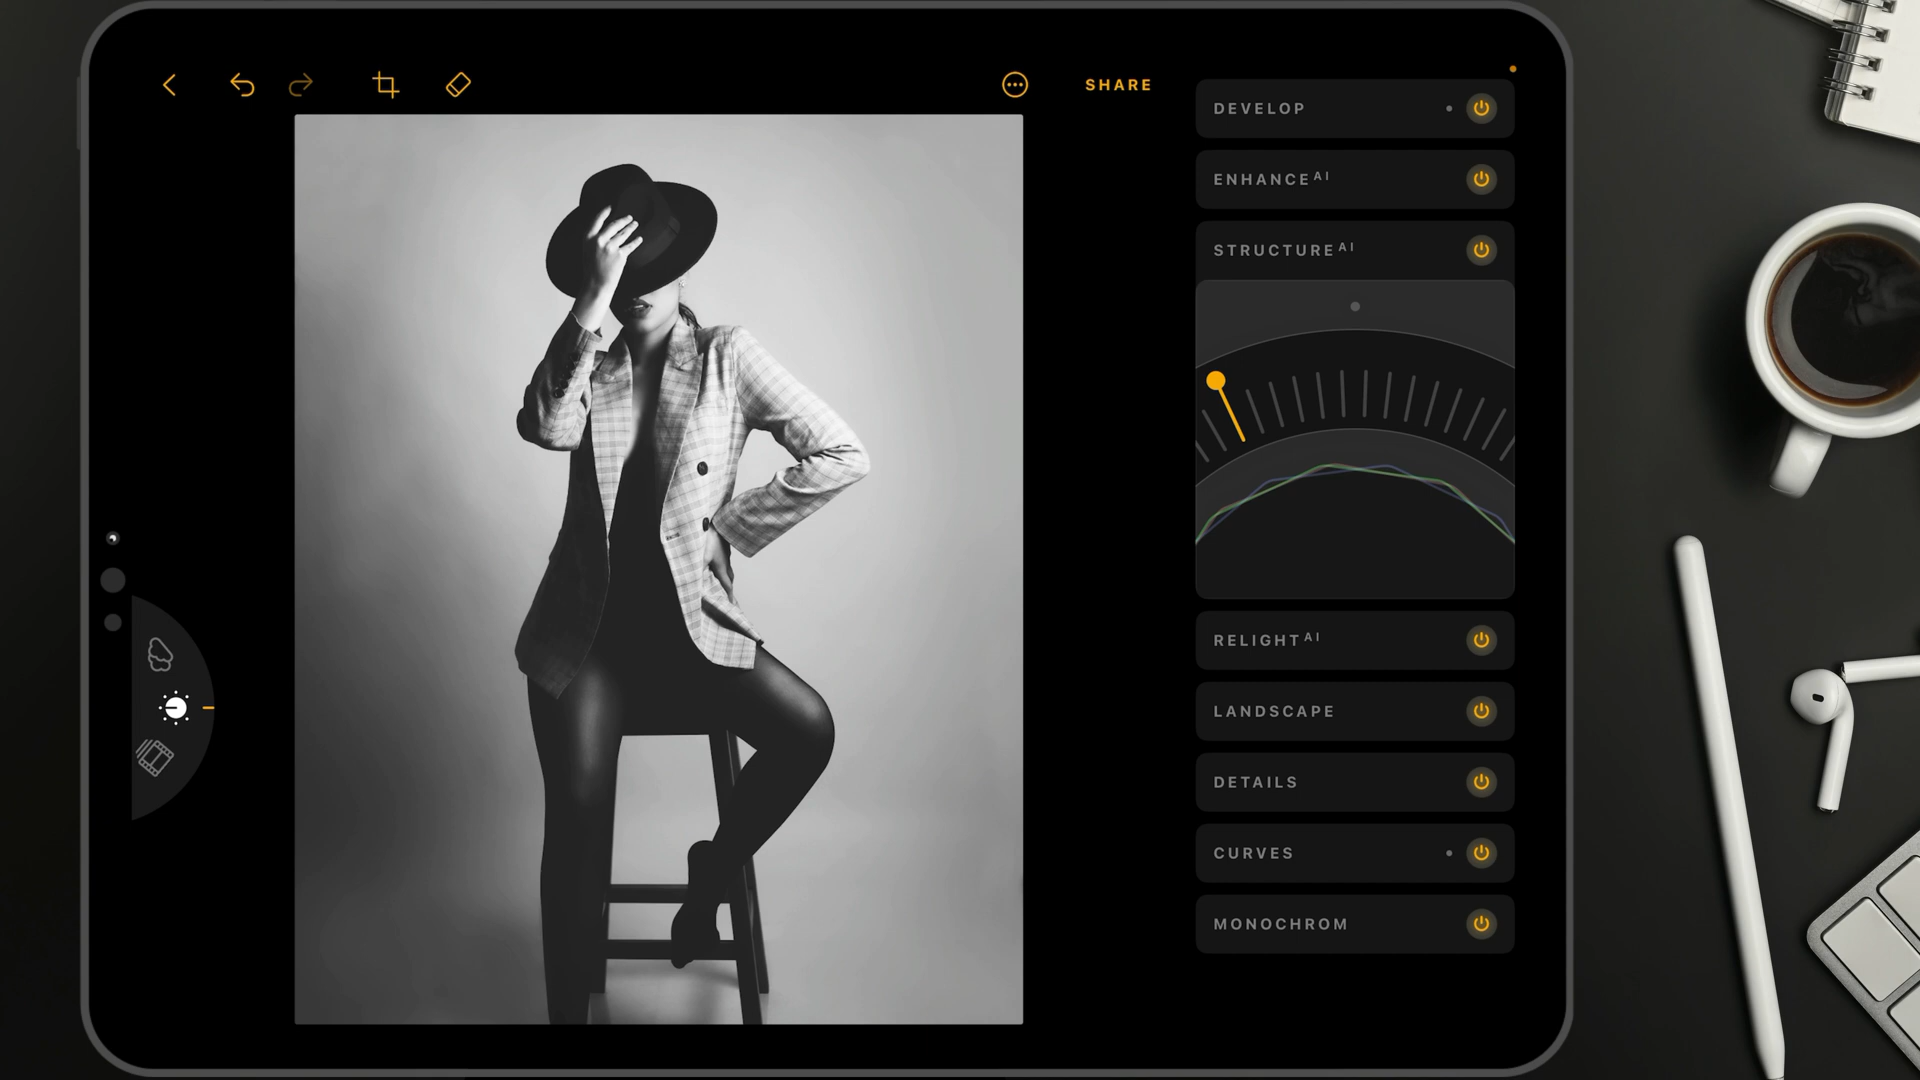 SHARE
DEVELOP
ENHANCE AI
STRUCTURE AI
RELIGHT AI
LANDSCAPE
DETAILS
CURVES
MONOCHROM